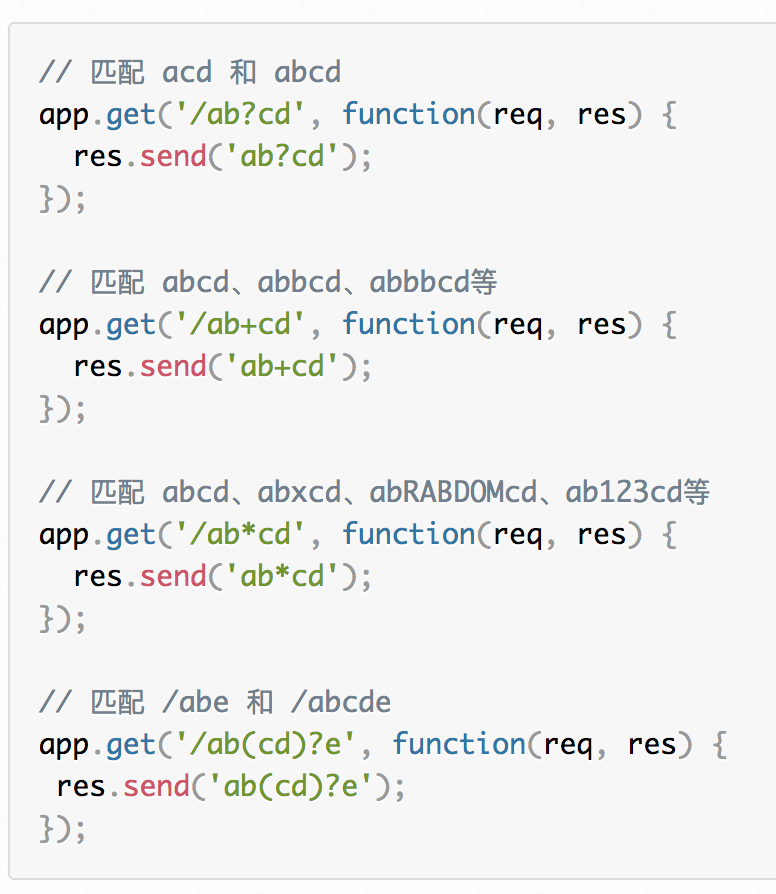 // 匹配 acd 和 abcd
app.get('/ab?cd', function(req, res) {
  res.send('ab?cd');
});

// 匹配 abcd、abbcd、abbbcd等
app.get('/ab+cd', function(req, res) {
  res.send('ab+cd');
});

// 匹配 abcd、abxcd、abRABDOMcd、ab123cd等
app.get('/ab*cd', function(req, res) {
  res.send('ab*cd');
});

// 匹配 /abe 和 /abcde
app.get('/ab(cd)?e', function(req, res) {
 res.send('ab(cd)?e');
});